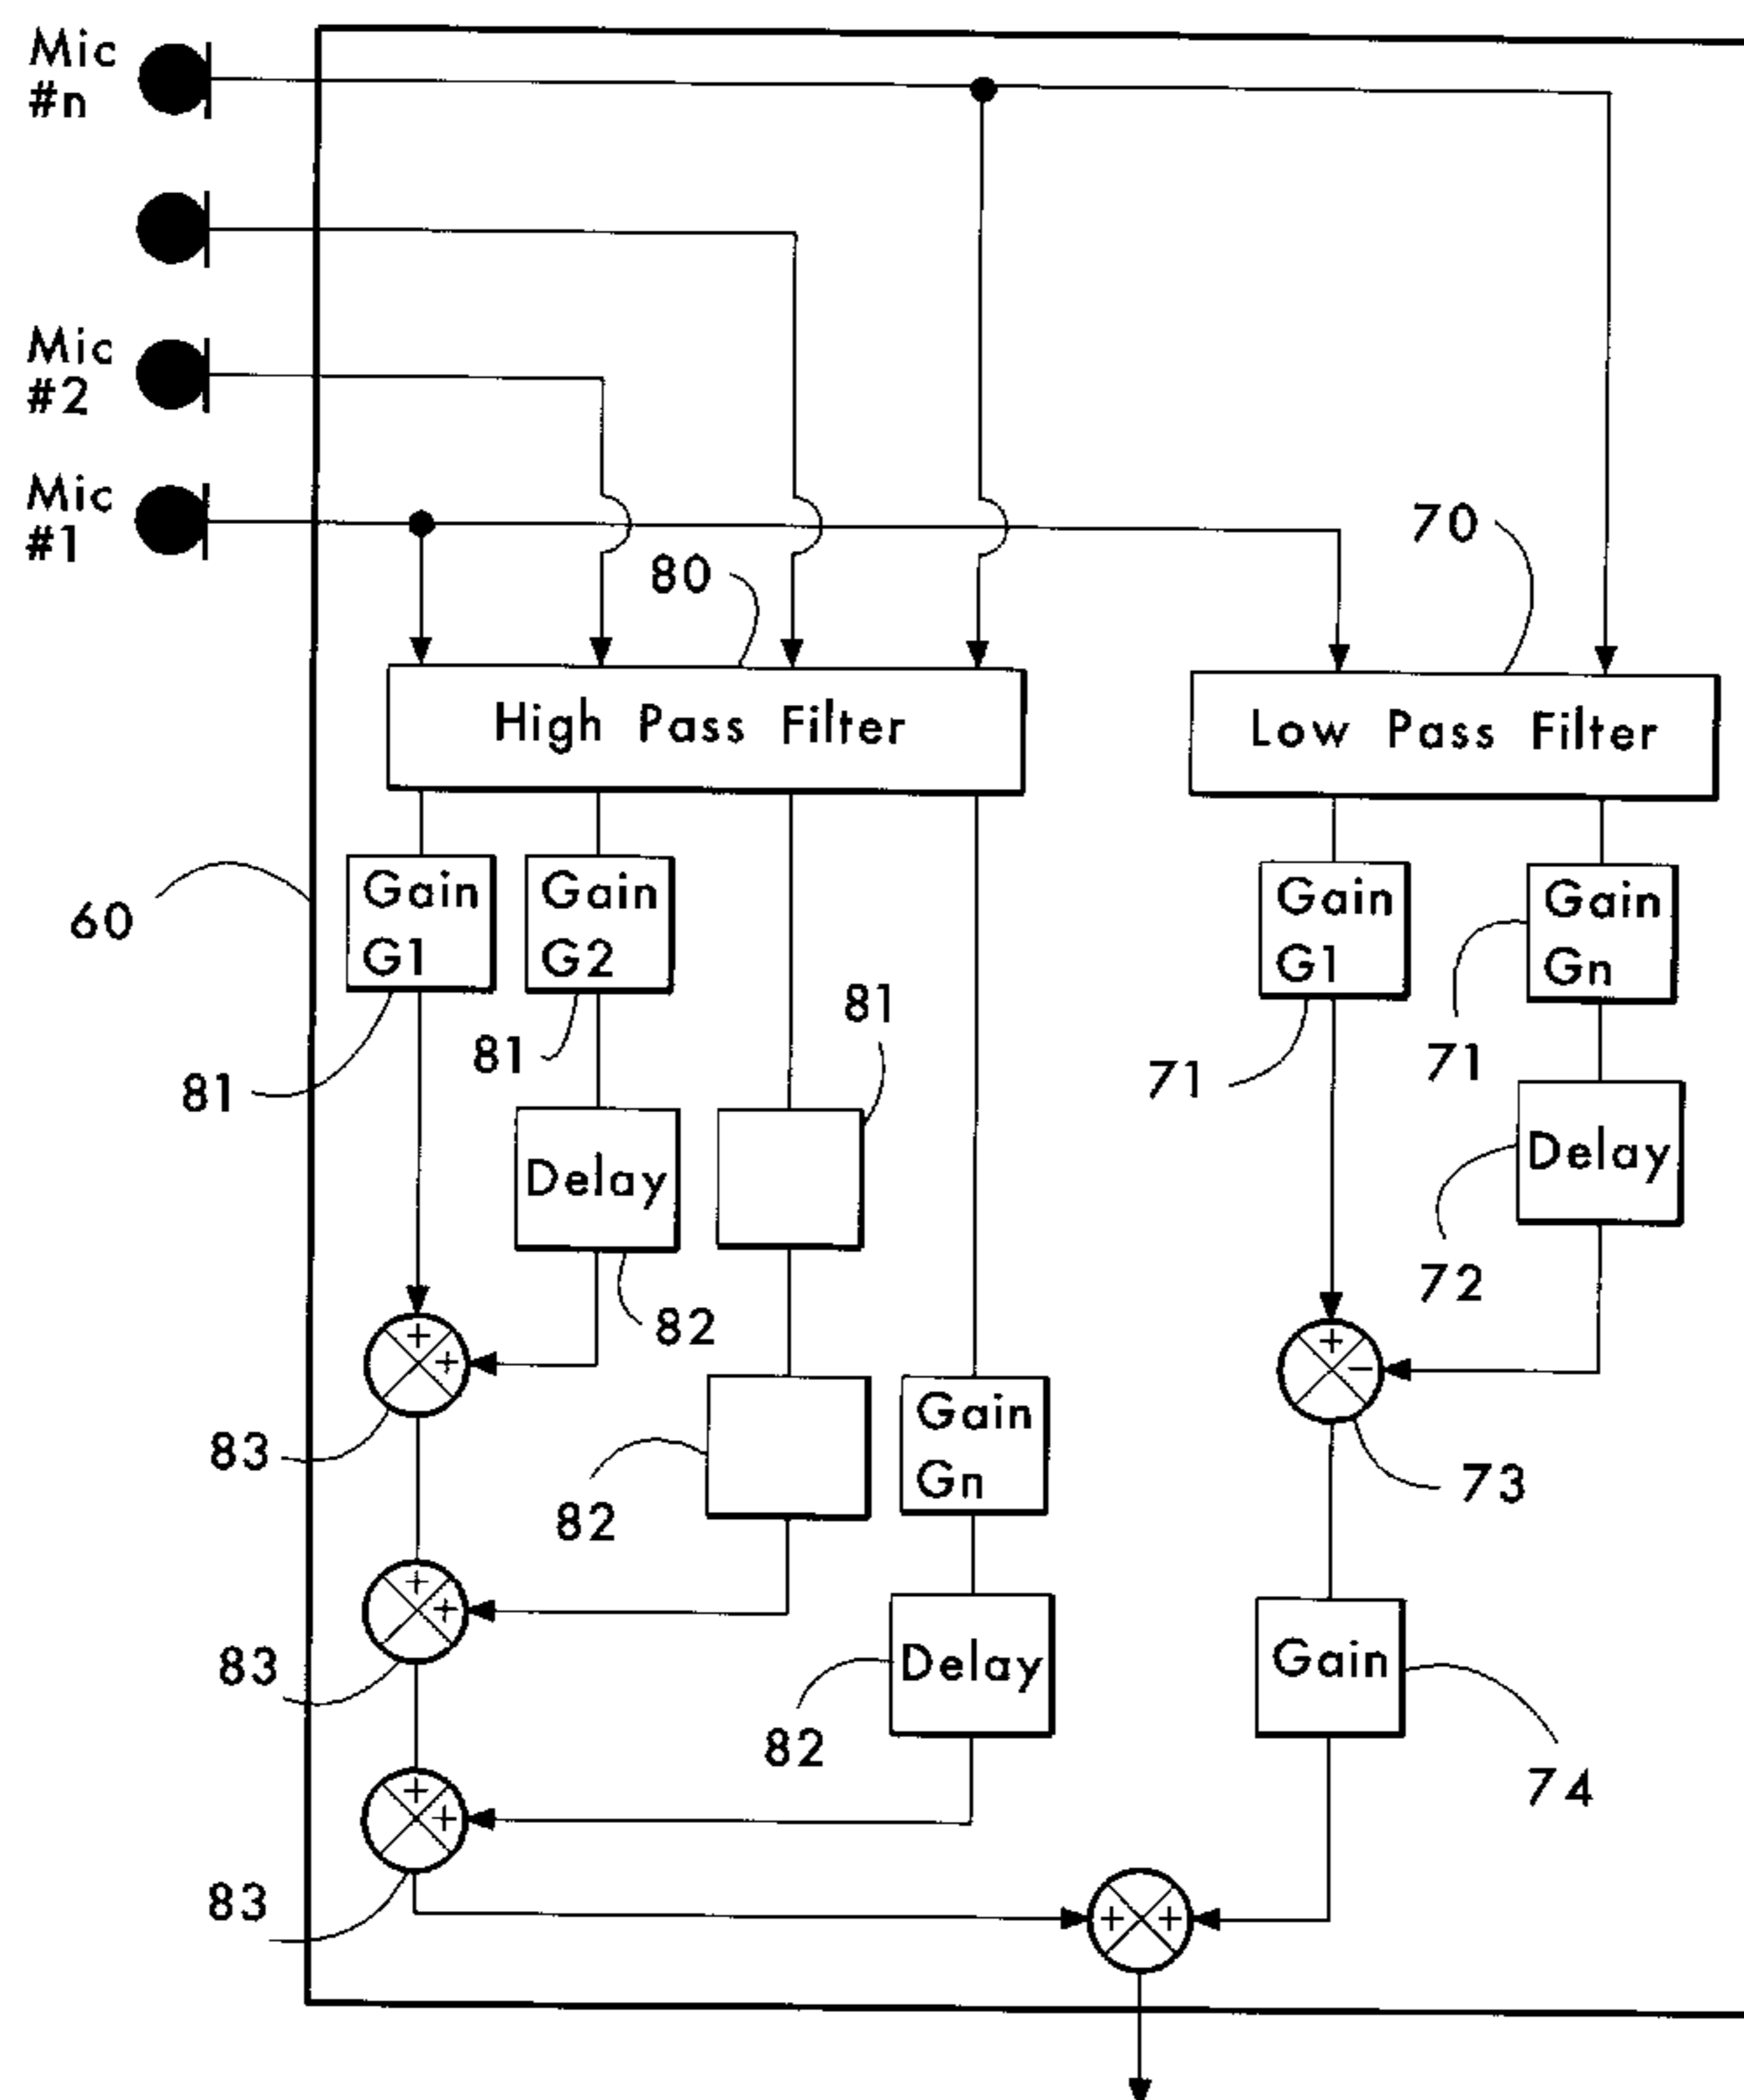 Mic
#n
Mic
#2
Mic
#1
70
80
High Pass Filter
Low Pass Filter
60
Gain
G1
Gain
G2
Gain
G1
Gain
Gn
81
81
81
71
71
Delay
Delay
82
72
+
+
+
−
83
82
Gain
Gn
73
+
+
83
Delay
Gain
82
74
+
+
83
+
+